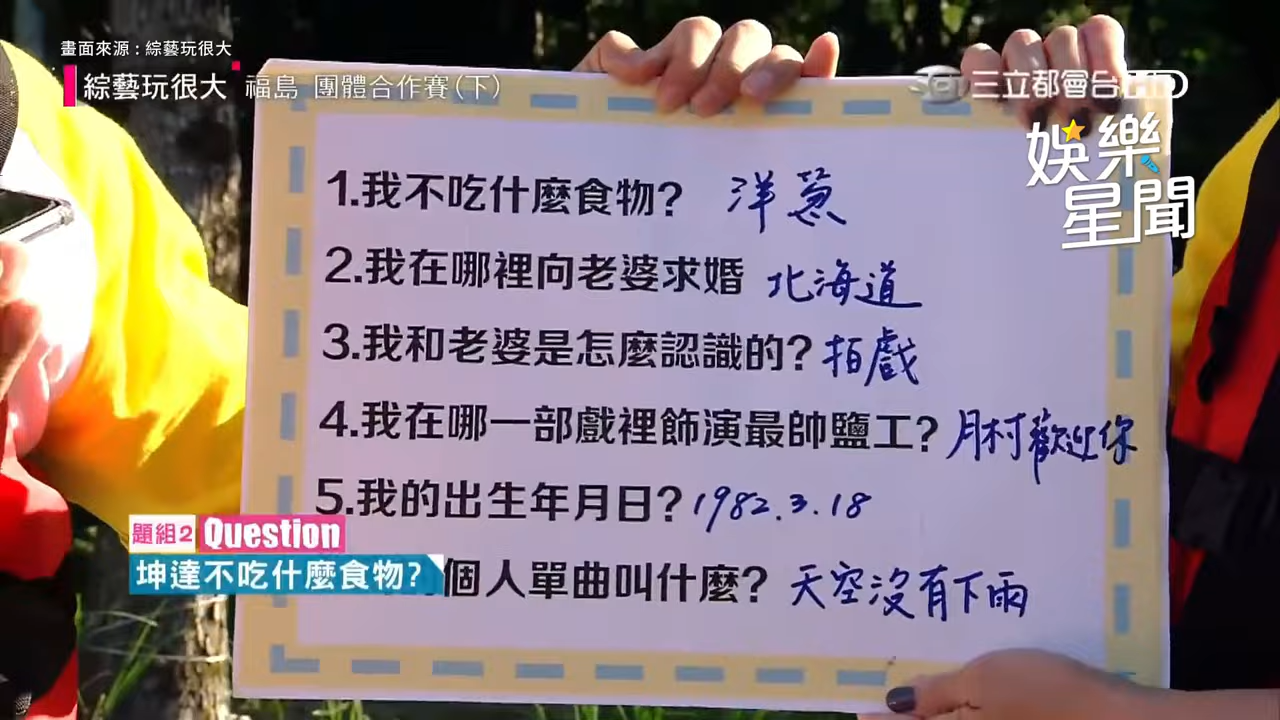 畫面來源：綜藝玩很大
綜藝玩很大 福島 團體合作賽(下)
三立都會台HD
娛樂
星聞
1.我不吃什麼食物? 洋蔥
2.我在哪裡向老婆求婚 北海道
3.我和老婆是怎麼認識的? 拍戲
4.我在哪一部戲裡飾演最帥鹽工? 月村歡迎你
5.我的出生年月日? 1982.3.18
題組2 Question
坤達不吃什麼食物?
個人單曲叫什麼? 天空沒有下雨